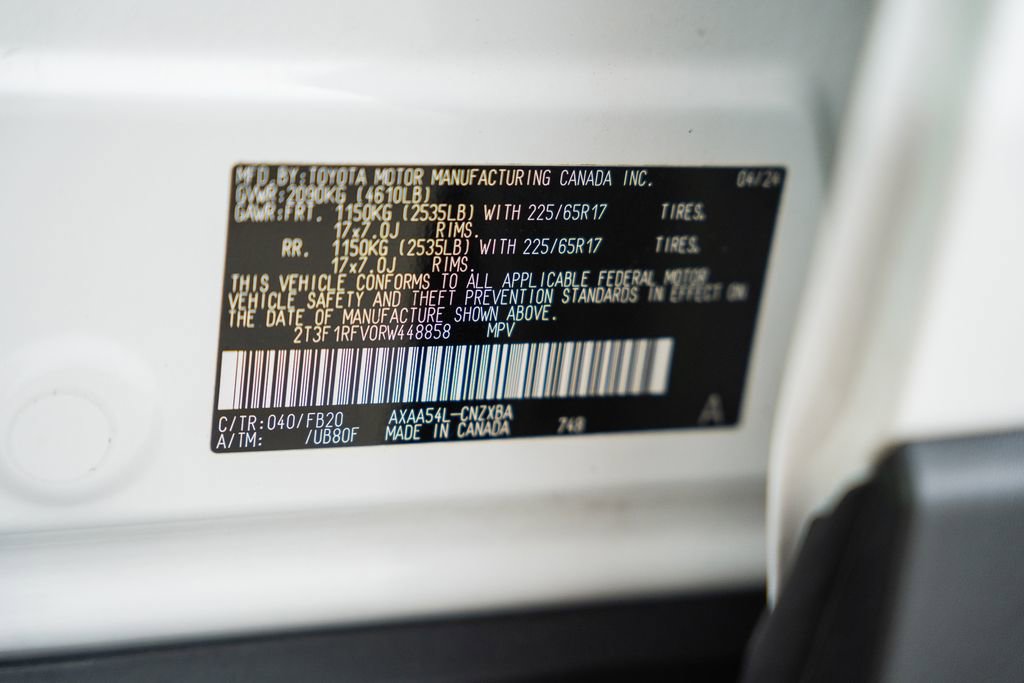 MFD.BY:TOYOTA MOTOR MANUFACTURING CANADA INC. 04/24
GVWR:2090KG (4610LB)
GAWR:FRT. 1150KG (2535LB) WITH 225/65R17 TIRES,
17x7.0J RIMS.
RR. 1150KG (2535LB) WITH 225/65R17 TIRES,
17x7.0J RIMS.
THIS VEHICLE CONFORMS TO ALL APPLICABLE FEDERAL MOTOR
VEHICLE SAFETY AND THEFT PREVENTION STANDARDS IN EFFECT ON
THE DATE OF MANUFACTURE SHOWN ABOVE.
2T3F1RFV0RW448858 MPV
C/TR:040/FB20 AXAA54L-CNZXBA 748
A/TM: /UB80F MADE IN CANADA
A